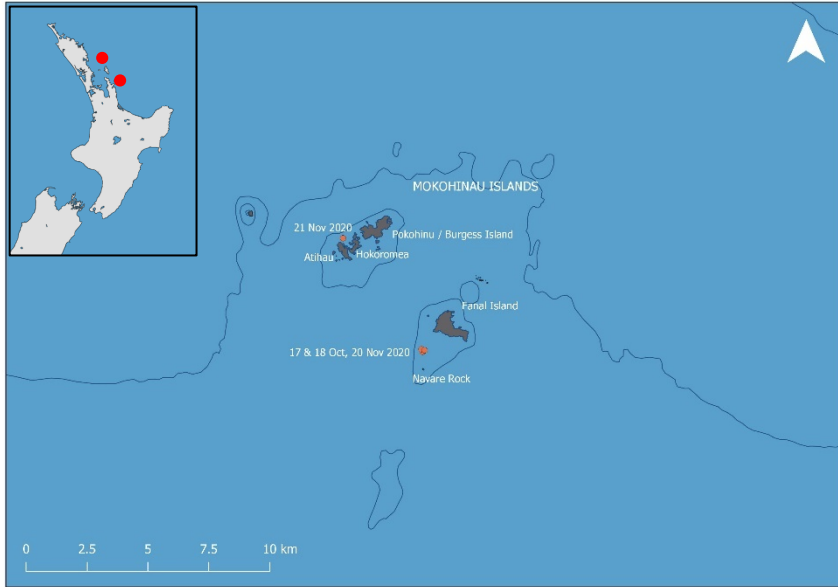 MOKOHINAU ISLANDS
21 Nov 2020
Pokohinu / Burgess Island
Atihau
Hokoromea
Fanal Island
17 & 18 Oct, 20 Nov 2020
Navare Rock
0 2.5 5 7.5 10 km